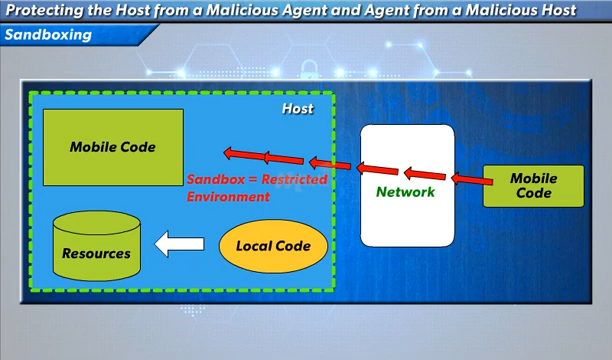 Protecting the Host from a Malicious Agent and Agent from a Malicious Host
Sandboxing
Host
Mobile Code
Sandbox = Restricted
Environment
Network
Mobile
Code
Resources
Local Code